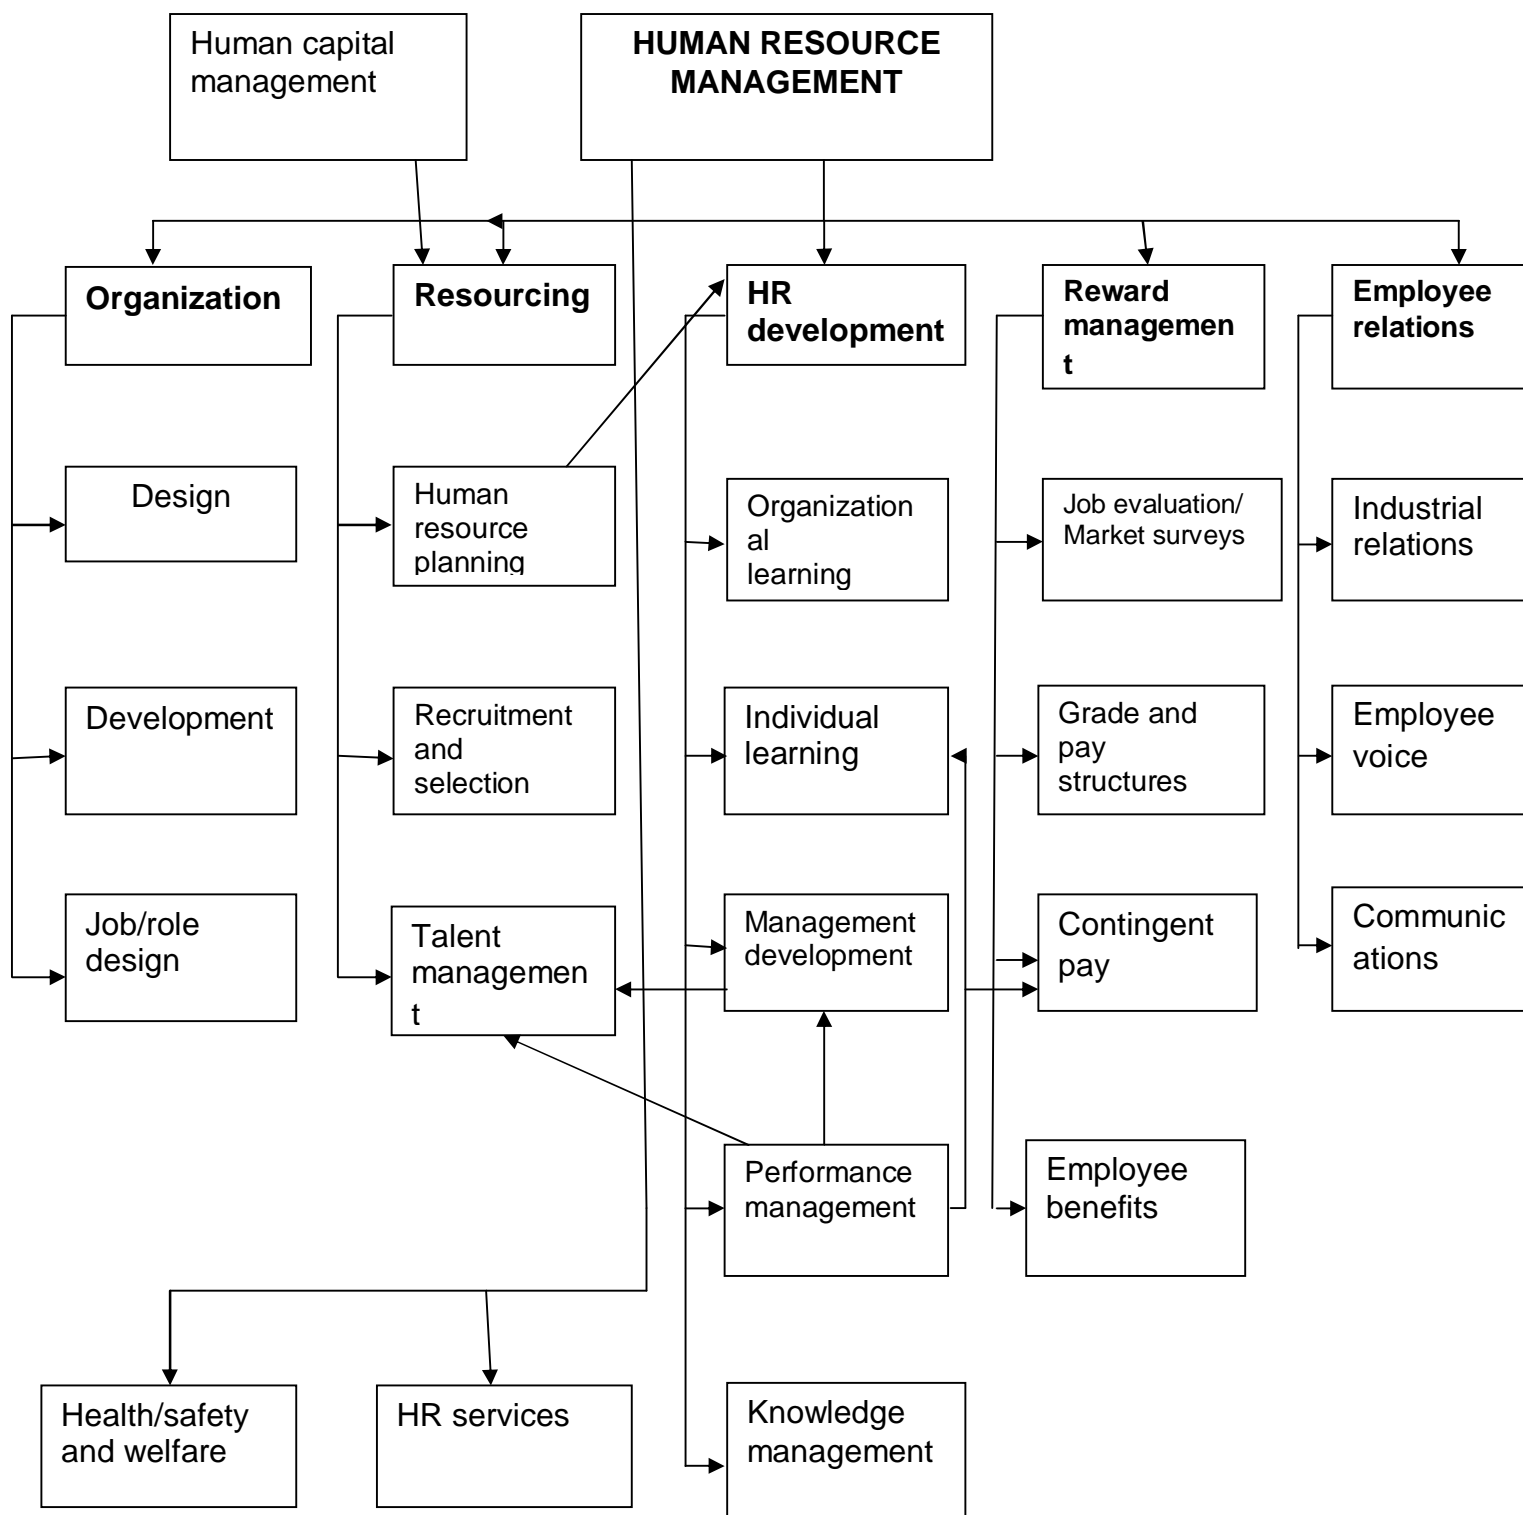 Human capital
management
HUMAN RESOURCE
MANAGEMENT
Organization
Resourcing
HR
development
Reward
managemen
t
Employee
relations
Design
Human
resource
planning
Organization
al
learning
Job evaluation/
Market surveys
Industrial
relations
Development
Recruitment
and
selection
Individual
learning
Grade and
pay
structures
Employee
voice
Job/role
design
Talent
managemen
t
Management
development
Contingent
pay
Communic
ations
Performance
management
Employee
benefits
Health/safety
and welfare
HR services
Knowledge
management